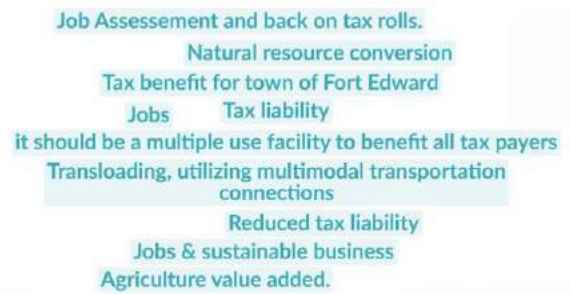 Job Assessement and back on tax rolls.
Natural resource conversion
Tax benefit for town of Fort Edward
Jobs Tax liability
it should be a multiple use facility to benefit all tax payers
Transloading, utilizing multimodal transportation
connections
Reduced tax liability
Jobs & sustainable business
Agriculture value added.